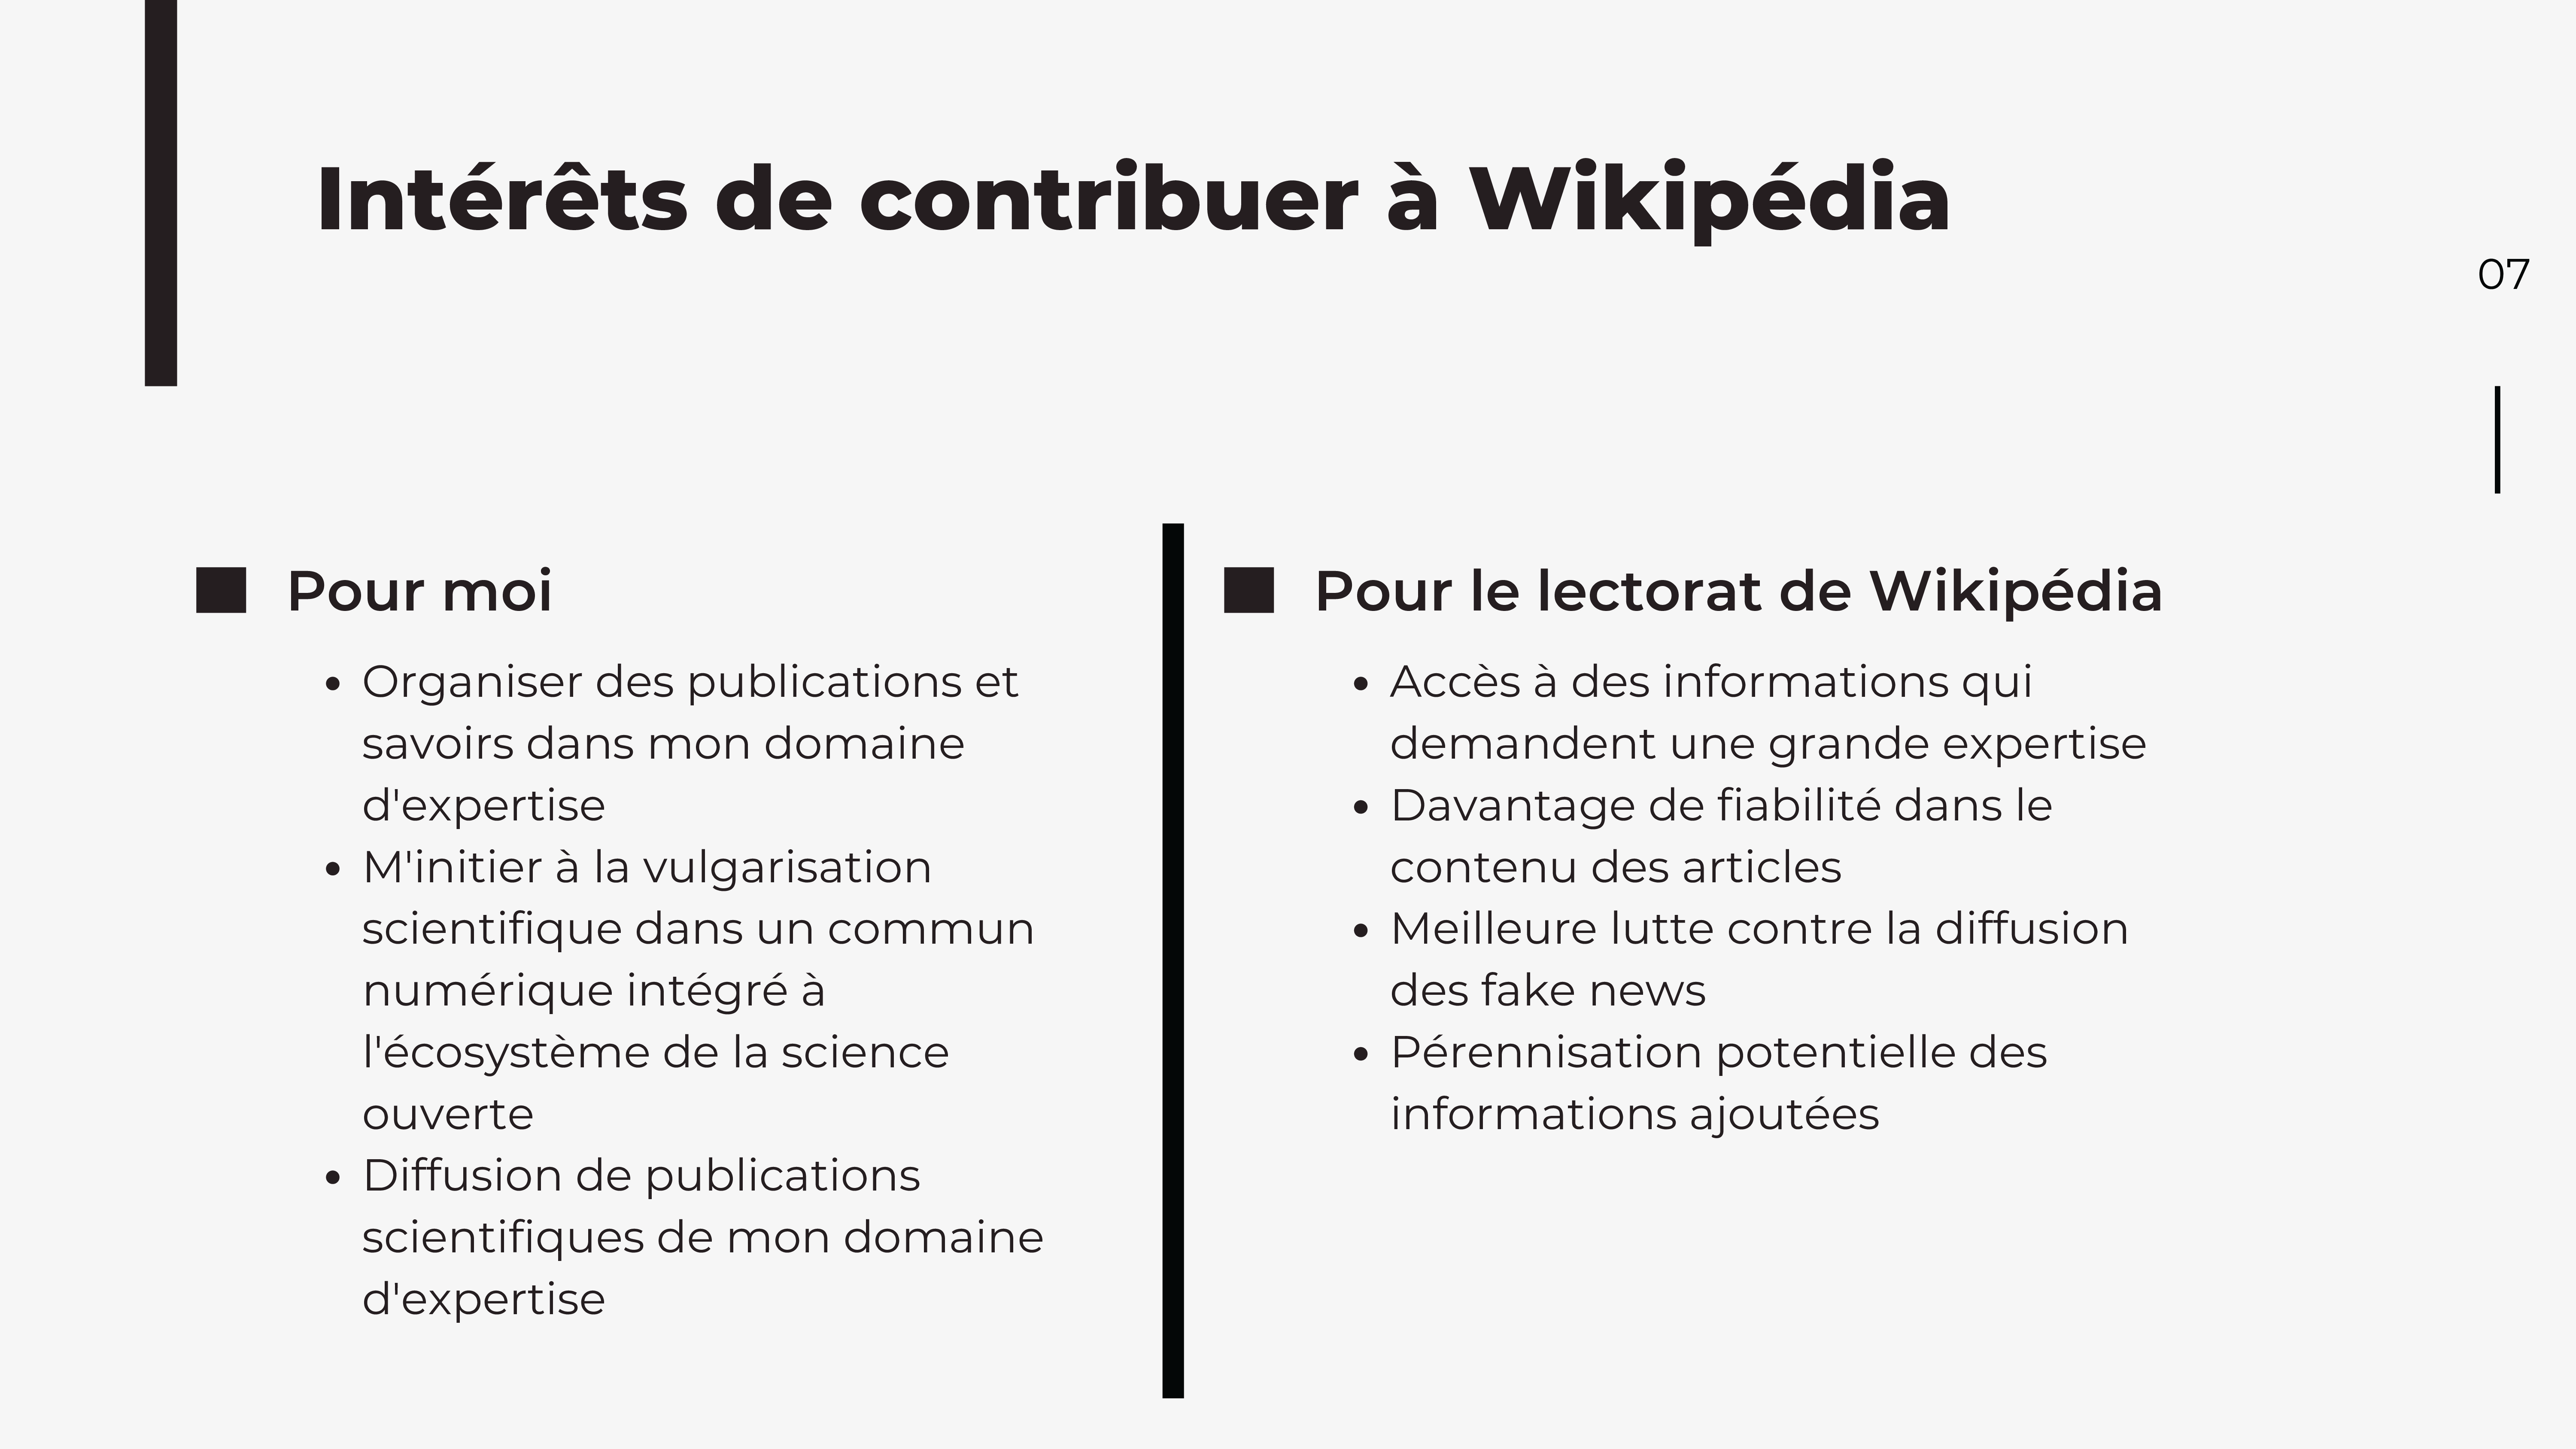 Intérêts de contribuer à Wikipédia
07
Pour moi
• Organiser des publications et
savoirs dans mon domaine
d'expertise
• M'initier à la vulgarisation
scientifique dans un commun
numérique intégré à
l'écosystème de la science
ouverte
• Diffusion de publications
scientifiques de mon domaine
d'expertise
Pour le lectorat de Wikipédia
• Accès à des informations qui
demandent une grande expertise
• Davantage de fiabilité dans le
contenu des articles
• Meilleure lutte contre la diffusion
des fake news
• Pérennisation potentielle des
informations ajoutées